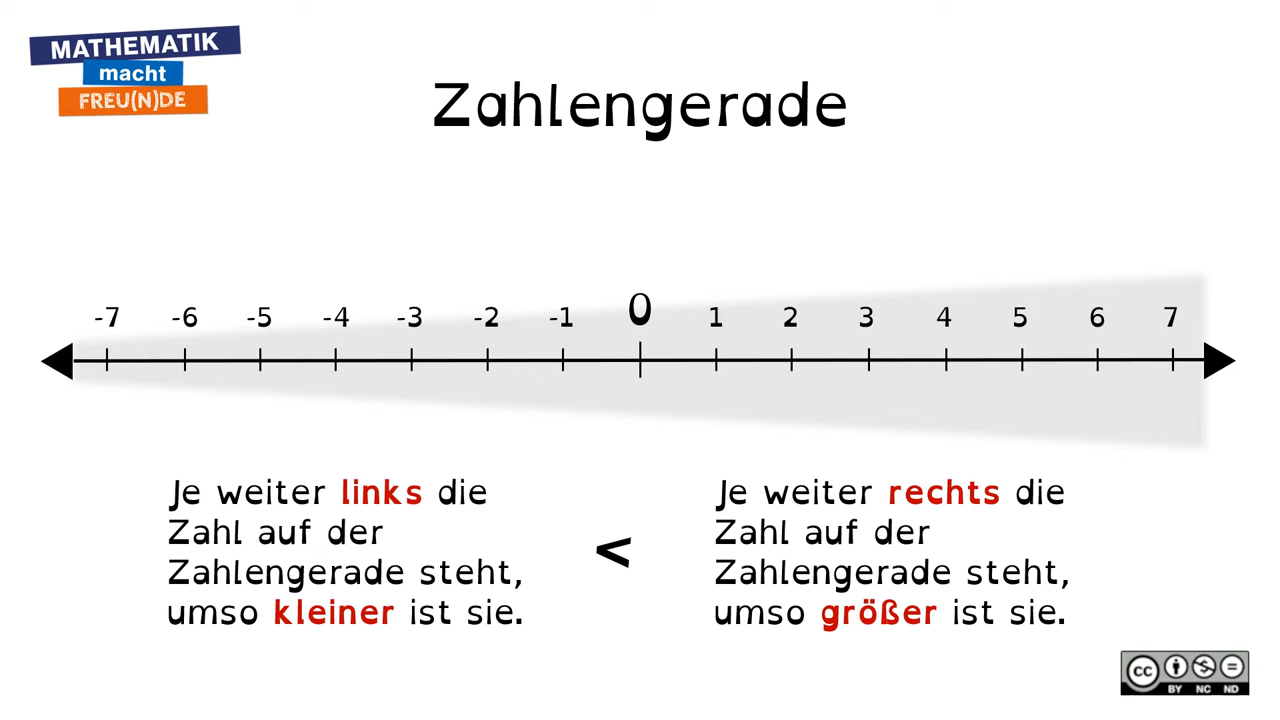 MATHEMATIK
macht
FREU(N)DE
Zahlengerade
-7 -6 -5 -4 -3 -2 -1 0 1 2 3 4 5 6 7
Je weiter links die
Zahl auf der
Zahlengerade steht,
umso kleiner ist sie.
<
Je weiter rechts die
Zahl auf der
Zahlengerade steht,
umso größer ist sie.
cc
BY NC ND